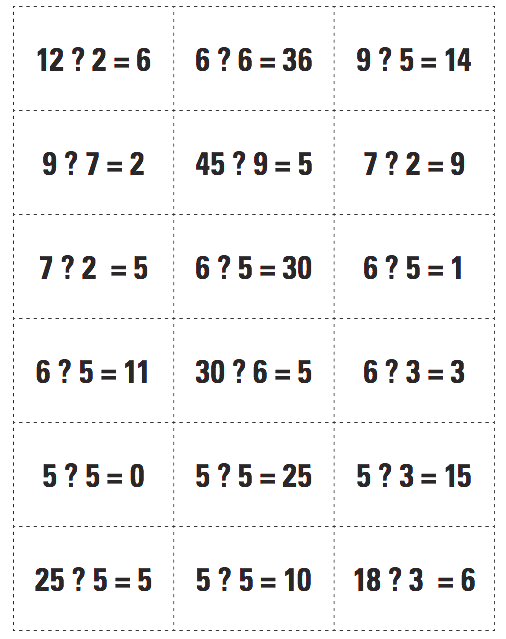 12 ? 2 = 6 6 ? 6 = 36 9 ? 5 = 14
9 ? 7 = 2 45 ? 9 = 5 7 ? 2 = 9
7 ? 2 = 5 6 ? 5 = 30 6 ? 5 = 1
6 ? 5 = 11 30 ? 6 = 5 6 ? 3 = 3
5 ? 5 = 0 5 ? 5 = 25 5 ? 3 = 15
25 ? 5 = 5 5 ? 5 = 10 18 ? 3 = 6